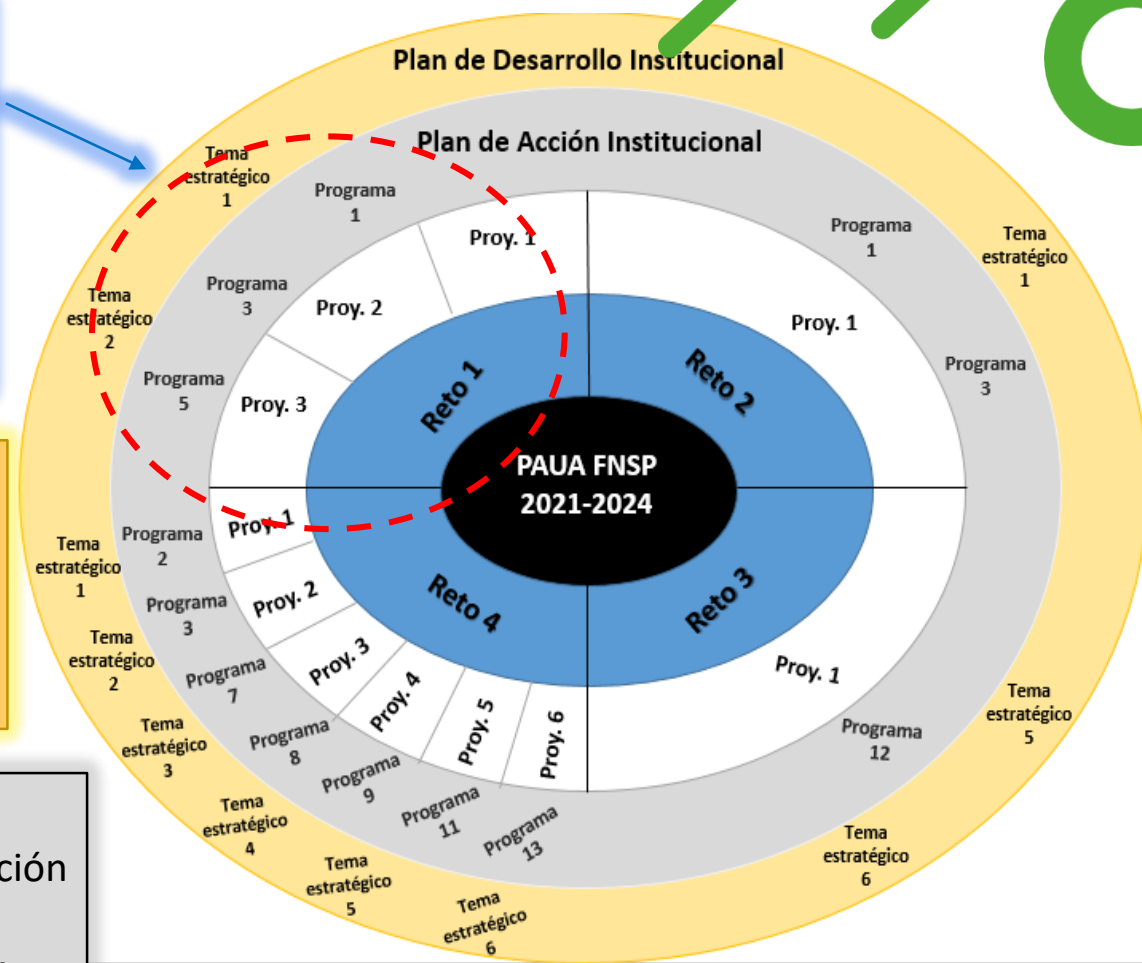 Plan de Desarrollo Institucional
Plan de Acción Institucional
Tema
estratégico
1
Programa
1
Proy. 1
Programa
1
Tema
estratégico
1
Tema
estratégico
2
Programa
3
Proy. 2
Proy. 1
Programa
3
Programa
5
Proy. 3
Reto 1
Reto 2
PAUA FNSP
2021-2024
Tema
estratégico
1
Programa
2
Proy. 1
Tema
estratégico
2
Programa
3
Proy. 2
Reto 4
Reto 3
Tema
estratégico
3
Programa
7
Proy. 3
Proy. 1
Tema
estratégico
5
Tema
estratégico
4
Programa
8
Proy. 4
Programa
12
Tema
estratégico
5
Programa
9
Proy. 5
Programa
11
Proy. 6
Tema
estratégico
6
Programa
13
Tema
estratégico
6
ción